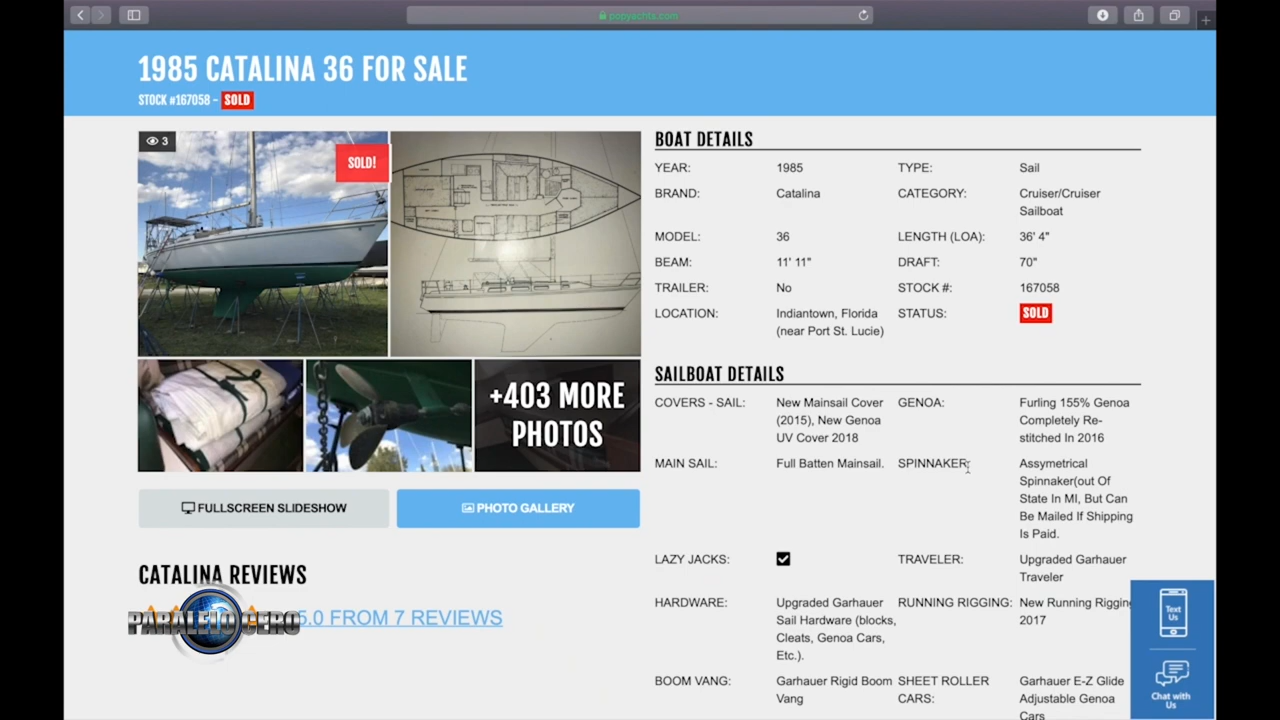 popyachts.com
1985 CATALINA 36 FOR SALE
STOCK #167058 - SOLD
3
SOLD!
+403 MORE
PHOTOS
FULLSCREEN SLIDESHOW
PHOTO GALLERY
CATALINA REVIEWS
5.0 FROM 7 REVIEWS
PARALELO CERO
BOAT DETAILS
YEAR: 1985 TYPE: Sail
BRAND: Catalina CATEGORY: Cruiser/Cruiser
Sailboat
MODEL: 36 LENGTH (LOA): 36' 4"
BEAM: 11' 11" DRAFT: 70"
TRAILER: No STOCK #: 167058
LOCATION: Indiantown, Florida STATUS: SOLD
(near Port St. Lucie)
SAILBOAT DETAILS
COVERS - SAIL: New Mainsail Cover GENOA: Furling 155% Genoa
(2015), New Genoa Completely Re-
UV Cover 2018 stitched In 2016
MAIN SAIL: Full Batten Mainsail. SPINNAKER: Assymetrical
Spinnaker(out Of
State In MI, But Can
Be Mailed If Shipping
Is Paid.
LAZY JACKS: TRAVELER: Upgraded Garhauer
Traveler
HARDWARE: Upgraded Garhauer RUNNING RIGGING: New Running Rigging
Sail Hardware (blocks, 2017
Cleats, Genoa Cars,
Etc.).
BOOM VANG: Garhauer Rigid Boom SHEET ROLLER Garhauer E-Z Glide
Vang CARS: Adjustable Genoa
Cars
Text
Us
Chat with
Us